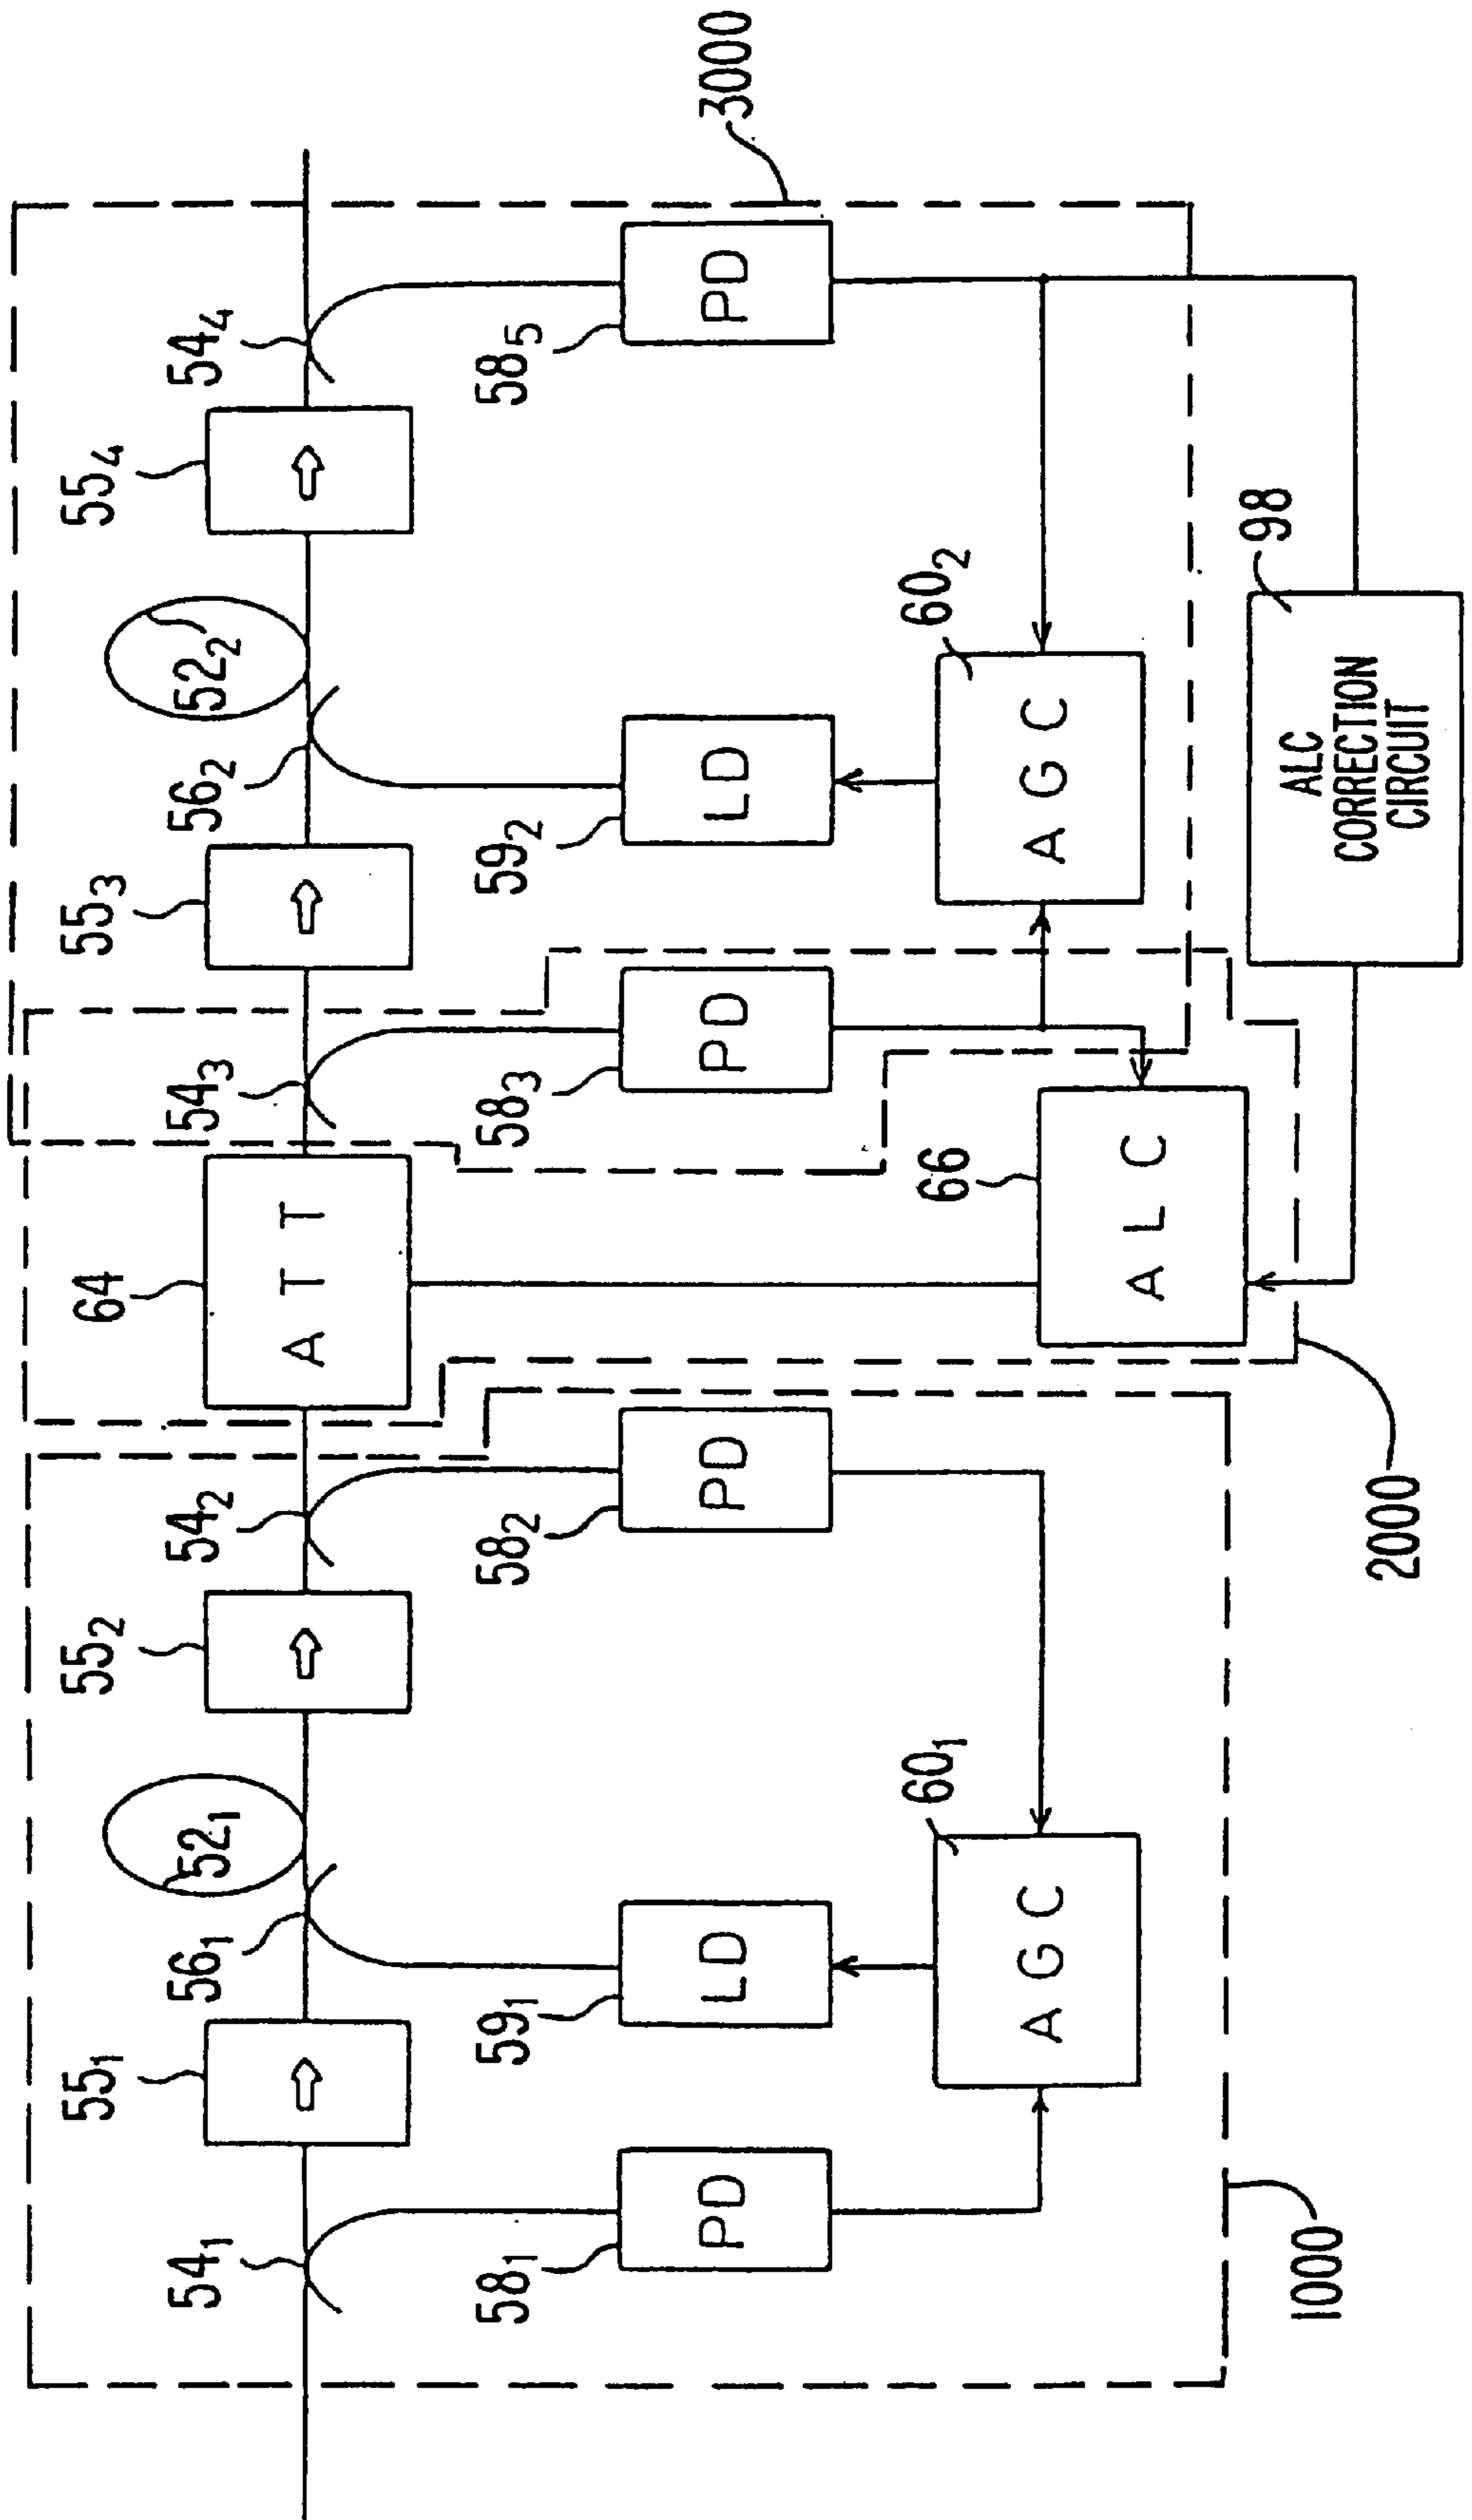 55₁
55₂
64
55₃
55₄
54₁
56₁
52₁
54₂
54₃
56₂
52₂
54₄
ATT
58₁
59₁
58₂
58₃
59₂
58₅
PD
LD
PD
PD
LD
PD
3000
60₁
66
60₂
AGC
AGC
ALC
98
1000
2000
ALC
CORRECTION
CIRCUIT